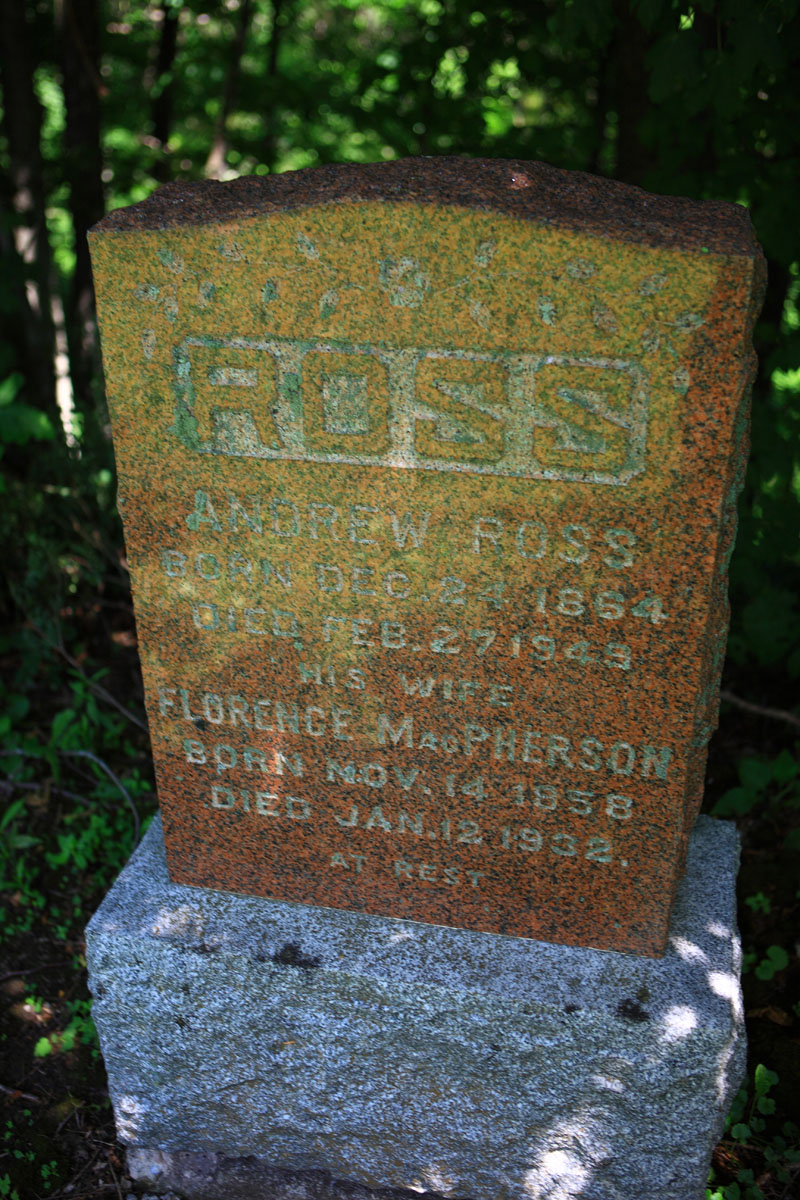 ROSS
ANDREW ROSS
BORN DEC. 24 1864
DIED FEB. 27 1949
HIS WIFE
FLORENCE MACPHERSON
BORN NOV. 14 1858
DIED JAN. 12 1932.
AT REST